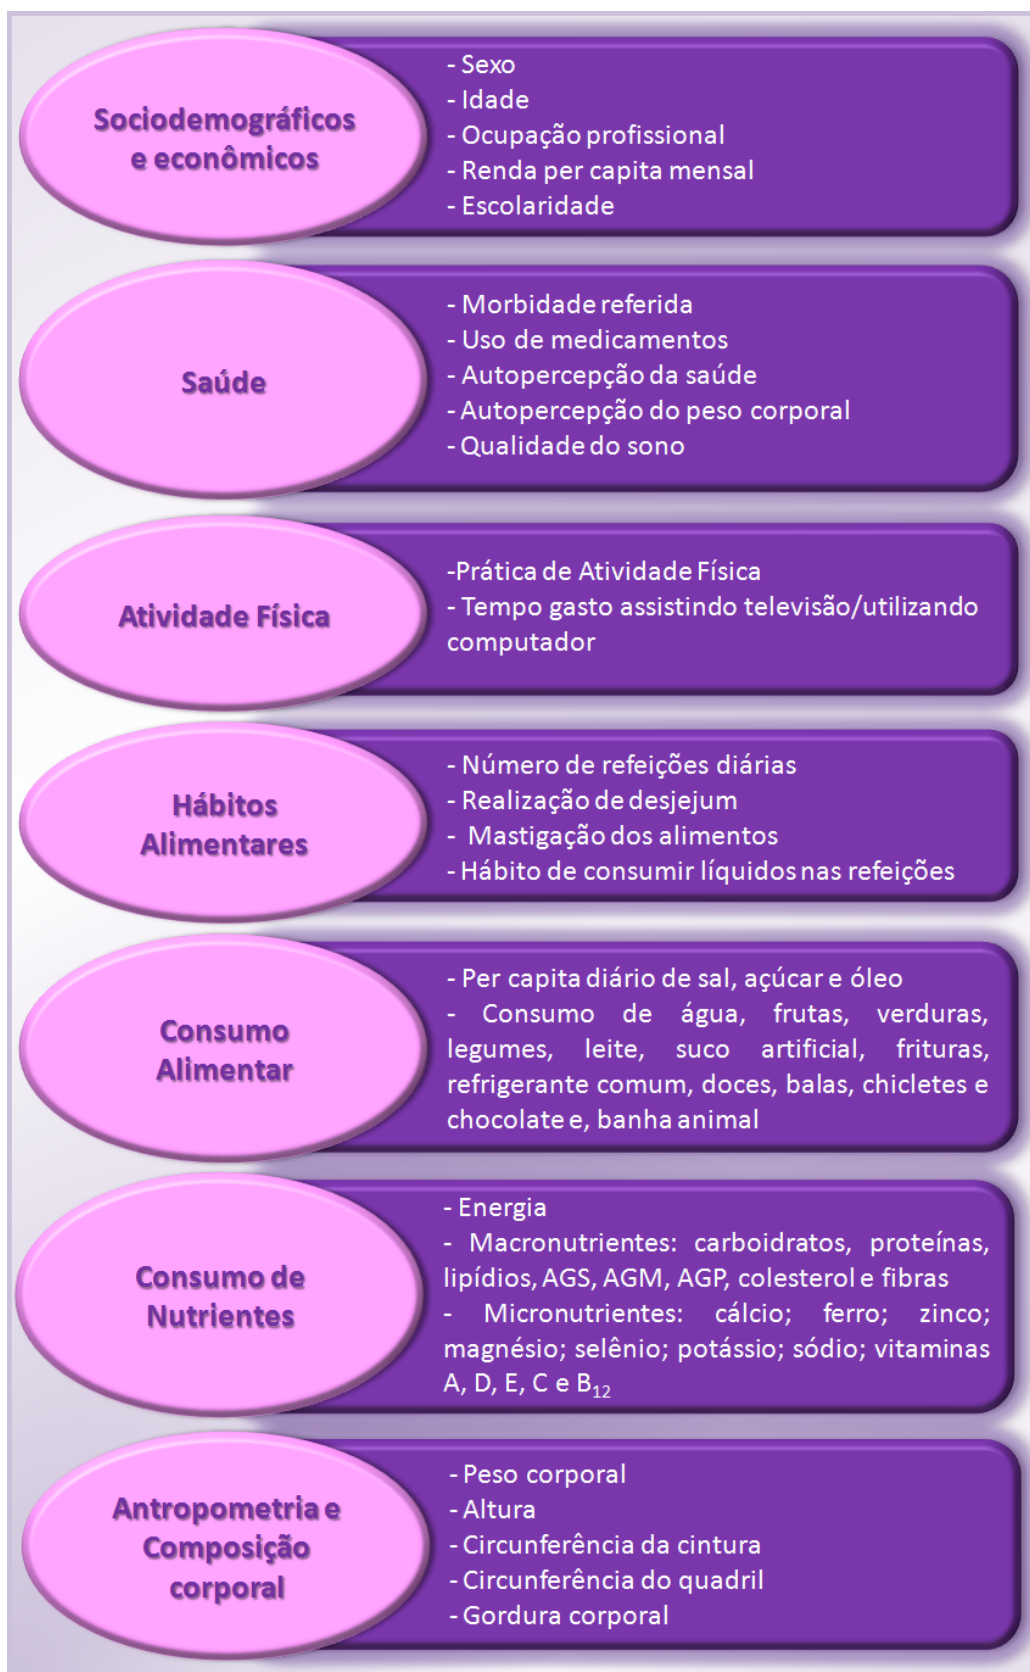 Sociodemográficos
e econômicos
- Sexo
- Idade
- Ocupação profissional
- Renda per capita mensal
- Escolaridade
Saúde
- Morbidade referida
- Uso de medicamentos
- Autopercepção da saúde
- Autopercepção do peso corporal
- Qualidade do sono
Atividade Física
-Prática de Atividade Física
- Tempo gasto assistindo televisão/utilizando
computador
Hábitos
Alimentares
- Número de refeições diárias
- Realização de desjejum
- Mastigação dos alimentos
- Hábito de consumir líquidos nas refeições
Consumo
Alimentar
- Per capita diário de sal, açúcar e óleo
- Consumo de água, frutas, verduras,
legumes, leite, suco artificial, frituras,
refrigerante comum, doces, balas, chicletes e
chocolate e, banha animal
Consumo de
Nutrientes
- Energia
- Macronutrientes: carboidratos, proteínas,
lipídios, AGS, AGM, AGP, colesterol e fibras
- Micronutrientes: cálcio; ferro; zinco;
magnésio; selênio; potássio; sódio; vitaminas
A, D, E, C e B₁₂
Antropometria e
Composição
corporal
- Peso corporal
- Altura
- Circunferência da cintura
- Circunferência do quadril
- Gordura corporal